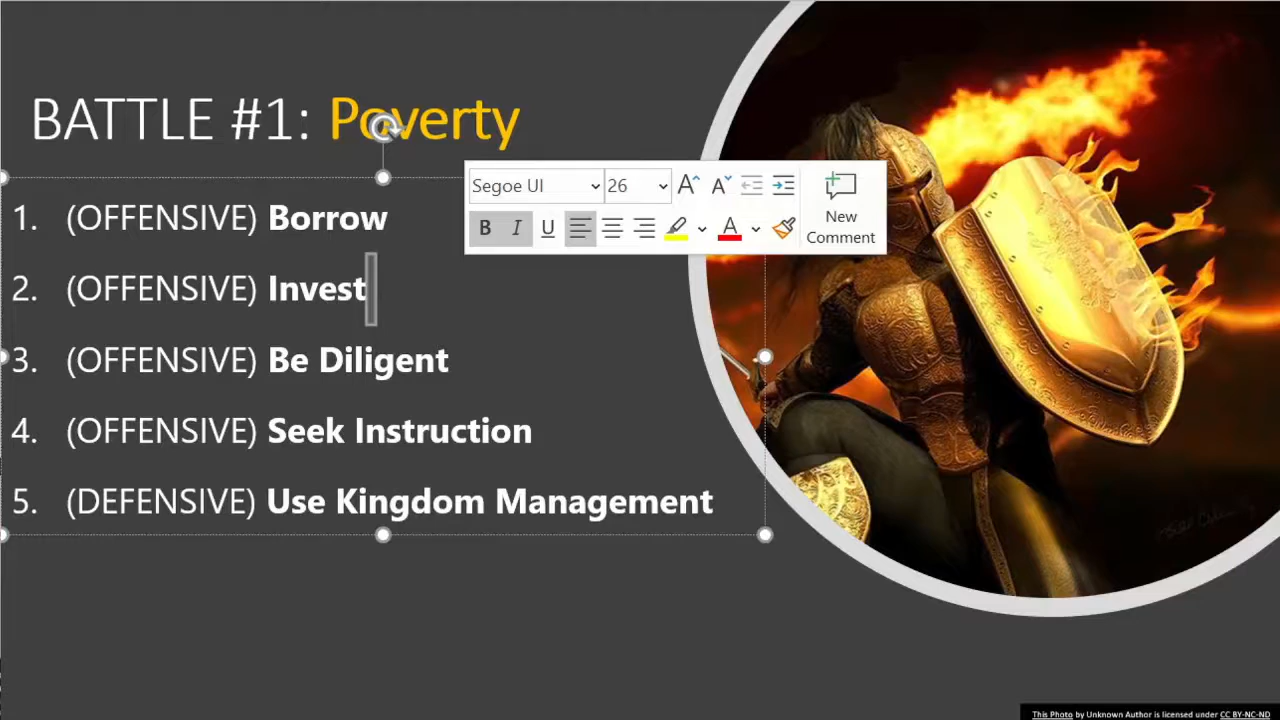 BATTLE #1: Poverty
Segoe UI
26
B I U
A
New
Comment
1. (OFFENSIVE) Borrow
2. (OFFENSIVE) Invest
3. (OFFENSIVE) Be Diligent
4. (OFFENSIVE) Seek Instruction
5. (DEFENSIVE) Use Kingdom Management
This Photo by Unknown Author is licensed under CC BY-NC-ND